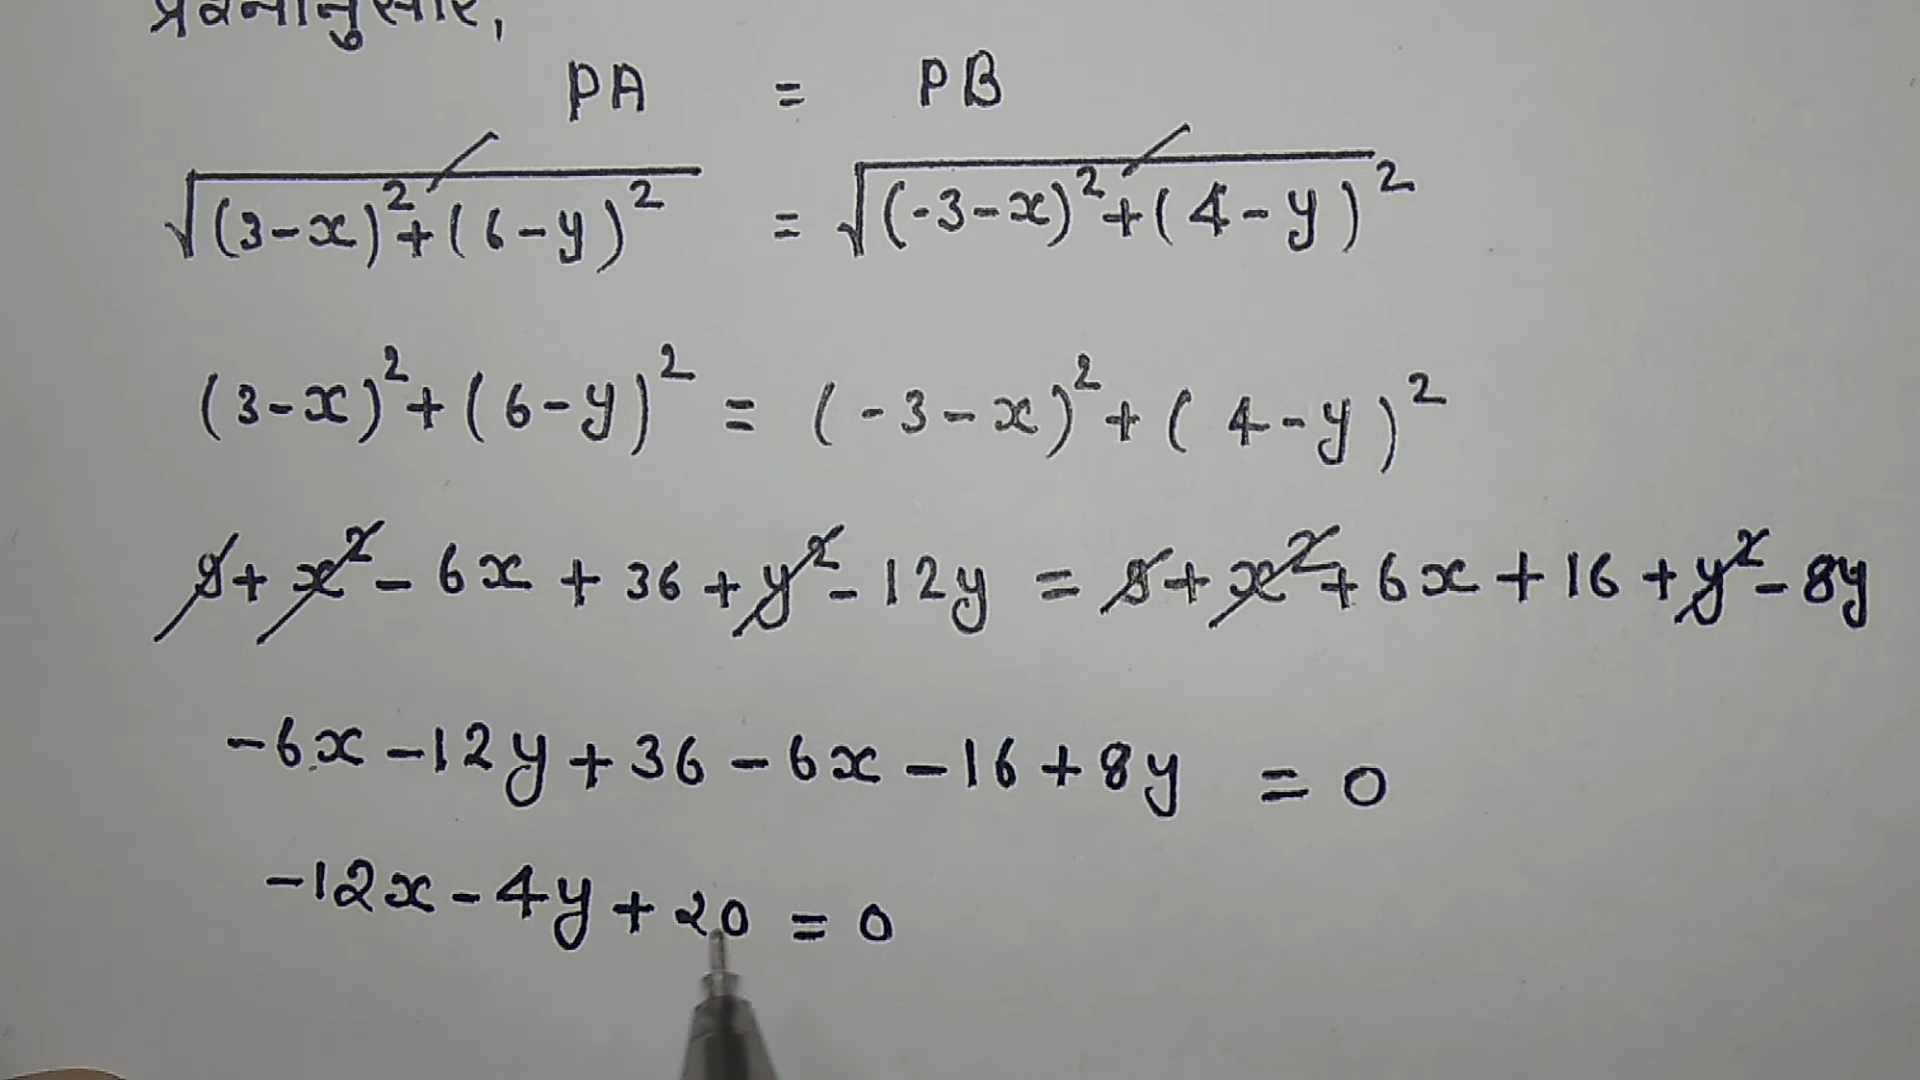 प्रश्नानुसार,
PA = PB
√(3-x)²+(6-y)² = √(-3-x)²+(4-y)²
(3-x)²+(6-y)² = (-3-x)²+(4-y)²
9+x²-6x+36+y²-12y = 9+x²+6x+16+y²-8y
-6x-12y+36-6x-16+8y = 0
-12x-4y+20 = 0